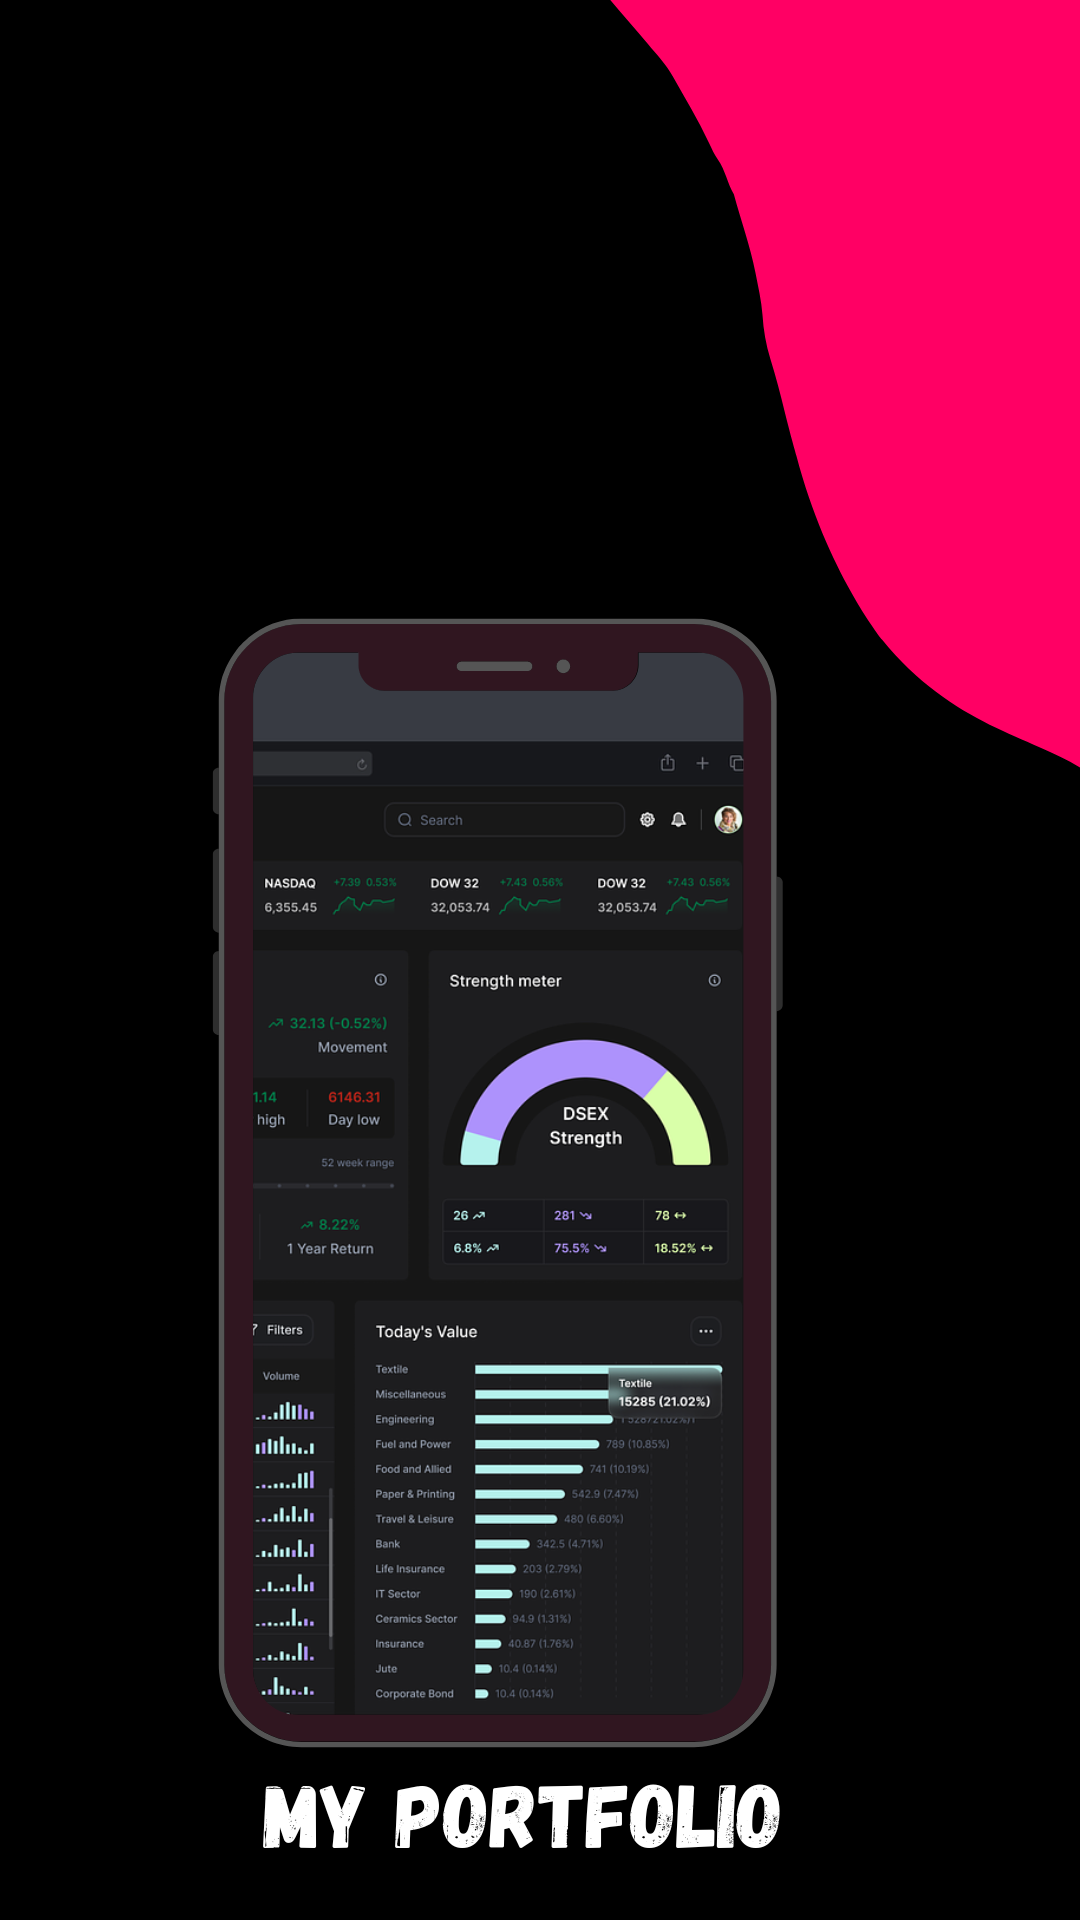 Search
NASDAQ +7.39 0.53%
6,355.45
DOW 32 +7.43 0.56%
32,053.74
DOW 32 +7.43 0.56%
32,053.74
32.13 (-0.52%)
Movement
1.14
high
6146.31
Day low
52 week range
8.22%
1 Year Return
Strength meter
DSEX
Strength
26 281 78
6.8% 75.5% 18.52%
Filters
Volume
Today's Value
Textile
Textile
15285 (21.02%)
Miscellaneous
Engineering
Fuel and Power 789 (10.85%)
Food and Allied 741 (10.19%)
Paper & Printing 542.9 (7.47%)
Travel & Leisure 480 (6.60%)
Bank 342.5 (4.71%)
Life Insurance 203 (2.79%)
IT Sector 190 (2.61%)
Ceramics Sector 94.9 (1.31%)
Insurance 40.87 (1.76%)
Jute 10.4 (0.14%)
Corporate Bond 10.4 (0.14%)
MY PORTFOLIO